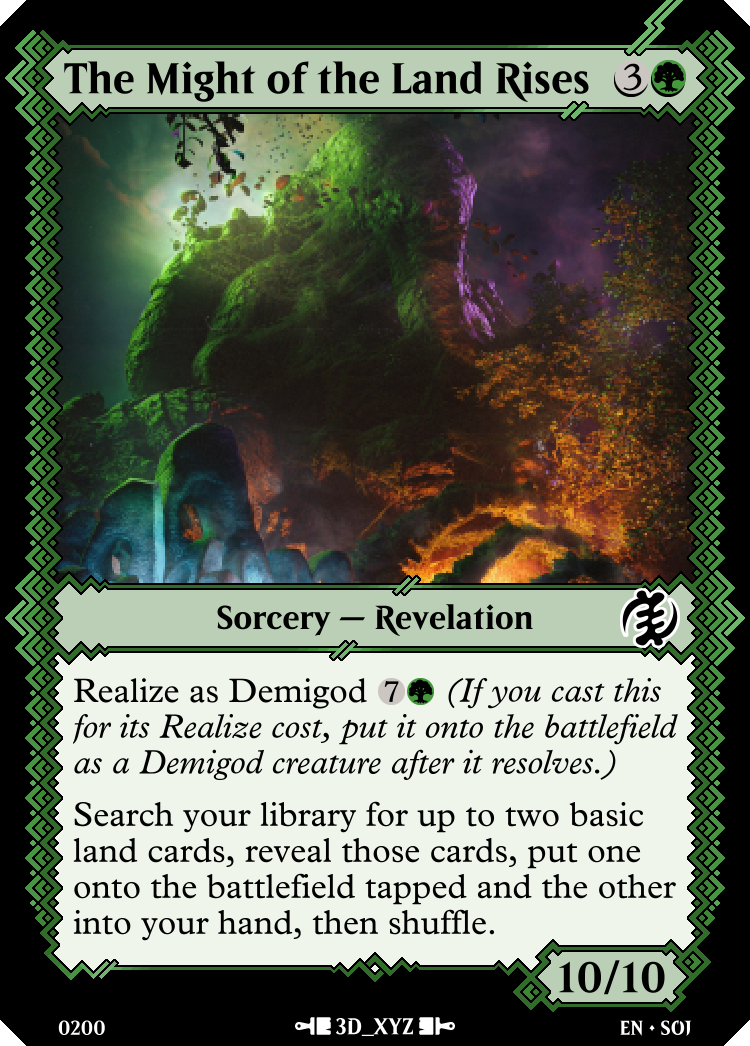 The Might of the Land Rises 3
Sorcery — Revelation
Realize as Demigod 7 (If you cast this
for its Realize cost, put it onto the battlefield
as a Demigod creature after it resolves.)
Search your library for up to two basic
land cards, reveal those cards, put one
onto the battlefield tapped and the other
into your hand, then shuffle.
10/10
0200 3D_XYZ EN • SOJ